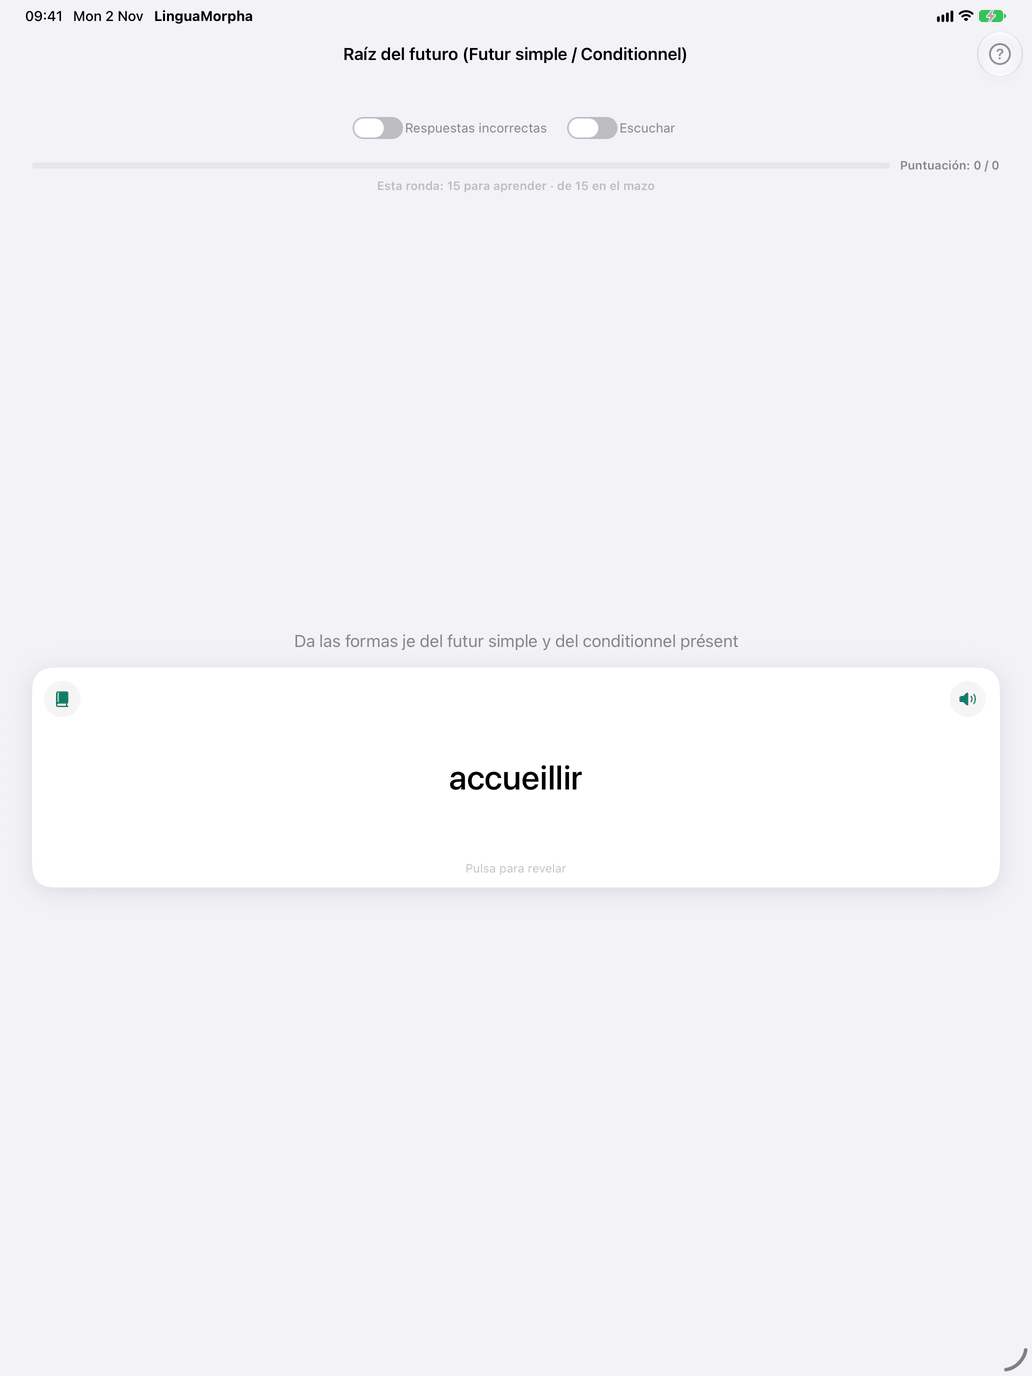 09:41 Mon 2 Nov LinguaMorpha
Raíz del futuro (Futur simple / Conditionnel)
Respuestas incorrectas Escuchar
Puntuación: 0 / 0
Esta ronda: 15 para aprender · de 15 en el mazo
Da las formas je del futur simple y del conditionnel présent
accueillir
Pulsa para revelar